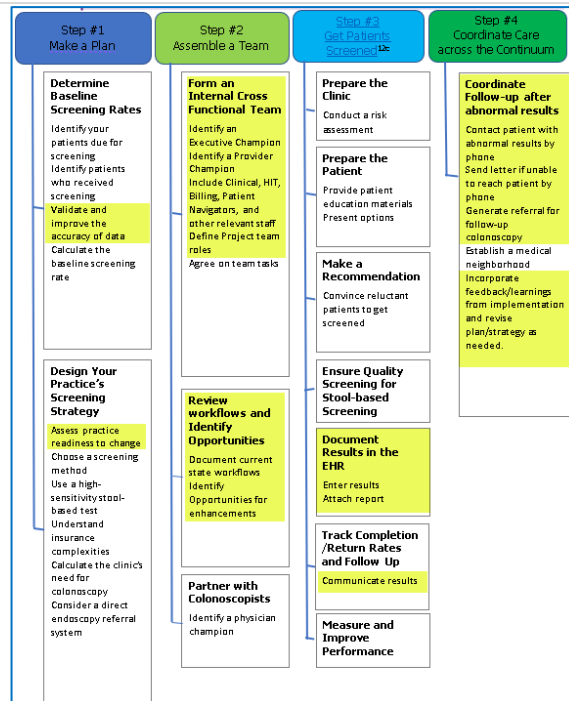 Step #1
Make a Plan
Determine
Baseline
Screening Rates
Identify your
patients due for
screening
Identify patients
who received
screening
Validate and
improve the
accuracy of data
Calculate the
baseline screening
rate
Design Your
Practice's
Screening
Strategy
Assess practice
readiness to change
Choose a screening
method
Use a high-
sensitivity stool-
based test
Understand
insurance
complexities
Calculate the clinic's
need for
colonoscopy
Consider a direct
endoscopy referral
system
Step #2
Assemble a Team
Form an
Internal Cross
Functional Team
Identify an
Executive Champion
Identify a Provider
Champion
Include Clinical, HIT,
Billing, Patient
Navigators, and
other relevant staff
Define Project team
roles
Agree on team tasks
Review
workflows and
Identify
Opportunities
Document current
state workflows
Identify
Opportunities for
enhancements
Partner with
Colonoscopists
Identify a physician
champion
Step #3
Get Patients
Screened
Prepare the
Clinic
Conduct a risk
assessment
Prepare the
Patient
Provide patient
education materials
Present options
Make a
Recommendation
Convince reluctant
patients to get
screened
Ensure Quality
Screening for
Stool-based
Screening
Document
Results in the
EHR
Enter results
Attach report
Track Completion
/Return Rates
and Follow Up
Communicate results
Measure and
Improve
Performance
Step #4
Coordinate Care
across the Continuum
Coordinate
Follow-up after
abnormal results
Contact patient with
abnormal results by
phone
Send letter if unable
to reach patient by
phone
Generate referral for
follow-up
colonoscopy
Establish a medical
neighborhood
Incorporate
feedback/learnings
from implementation
and revise
plan/strategy as
needed.